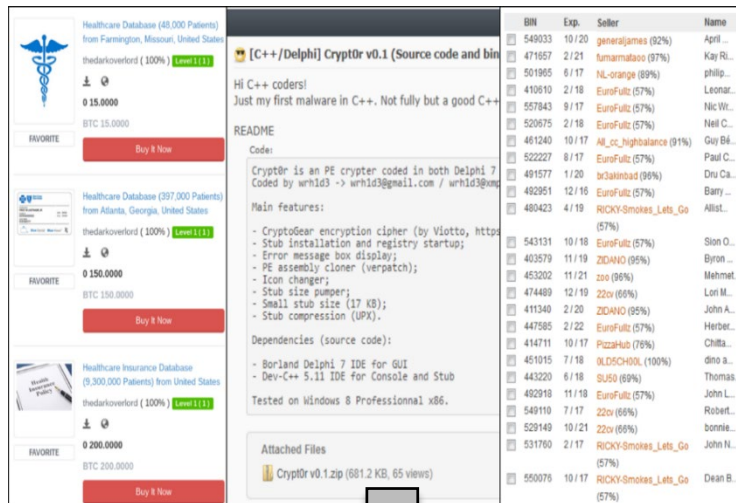 Healthcare Database (48,000 Patients)
from Farmington, Missouri, United States
thedarkoverlord ( 100% ) Level 1 ( 1 )
0 15.0000
BTC 15.0000
FAVORITE
Buy It Now
Healthcare Database (397,000 Patients)
from Atlanta, Georgia, United States
thedarkoverlord ( 100% ) Level 1 ( 1 )
0 150.0000
FAVORITE
BTC 150.0000
Buy It Now
Health
Insurance
Policy
Healthcare Insurance Database
(9,300,000 Patients) from United States
thedarkoverlord ( 100% ) Level 1 ( 1 )
0 200.0000
FAVORITE
BTC 200.0000
Buy It Now
[C++/Delphi] Crypt0r v0.1 (Source code and bin
Hi C++ coders!
Just my first malware in C++. Not fully but a good C++
README
Code:
Crypt0r is an PE crypter coded in both Delphi 7
Coded by wrh1d3 -> wrh1d3@gmail.com / wrh1d3@xmp
Main features:
- CryptoGear encryption cipher (by Viotto, https
- Stub installation and registry startup;
- Error message box display;
- PE assembly cloner (verpatch);
- Icon changer;
- Stub size pumper;
- Small stub size (17 KB);
- Stub compression (UPX).
Dependencies (source code):
- Borland Delphi 7 IDE for GUI
- Dev-C++ 5.11 IDE for Console and Stub
Tested on Windows 8 Professionnal x86.
Attached Files
Crypt0r v0.1.zip (681.2 KB, 65 views)
BIN Exp. Seller Name
549033 10/20 generaljames (92%) April ...
471657 2/21 fumarmataoo (97%) Kay Ri...
501965 6/17 NL-orange (89%) philip...
410610 2/18 EuroFullz (57%) Leonar...
557843 9/17 EuroFullz (57%) Nic Wr...
520675 2/18 EuroFullz (57%) Neil C...
461240 10/17 All_cc_highbalance (91%) Guy Bé...
522227 8/17 EuroFullz (57%) Paul C...
491577 1/20 br3akinbad (96%) Dru Ca...
492951 12/16 EuroFullz (57%) Barry ...
480423 4/19 RICKY-Smokes_Lets_Go Allist...
(57%)
543131 10/18 EuroFullz (57%) Sion O...
403579 11/19 ZIDANO (95%) Byron ...
453202 11/21 zoo (96%) Mehmet.
474489 12/19 22cv (66%) Lori M...
411340 2/20 ZIDANO (95%) John A...
447585 2/22 EuroFullz (57%) Herber...
414711 10/17 PizzaHub (76%) Chitta...
451015 7/18 0LD5CH00L (100%) dino a...
443220 6/18 SU50 (69%) Thomas.
492918 11/18 EuroFullz (57%) John L...
549110 7/17 22cv (66%) Robert..
529149 10/21 22cv (66%) bonnie...
531760 2/17 RICKY-Smokes_Lets_Go John N...
(57%)
550076 10/17 RICKY-Smokes_Lets_Go Dean B..
(57%)